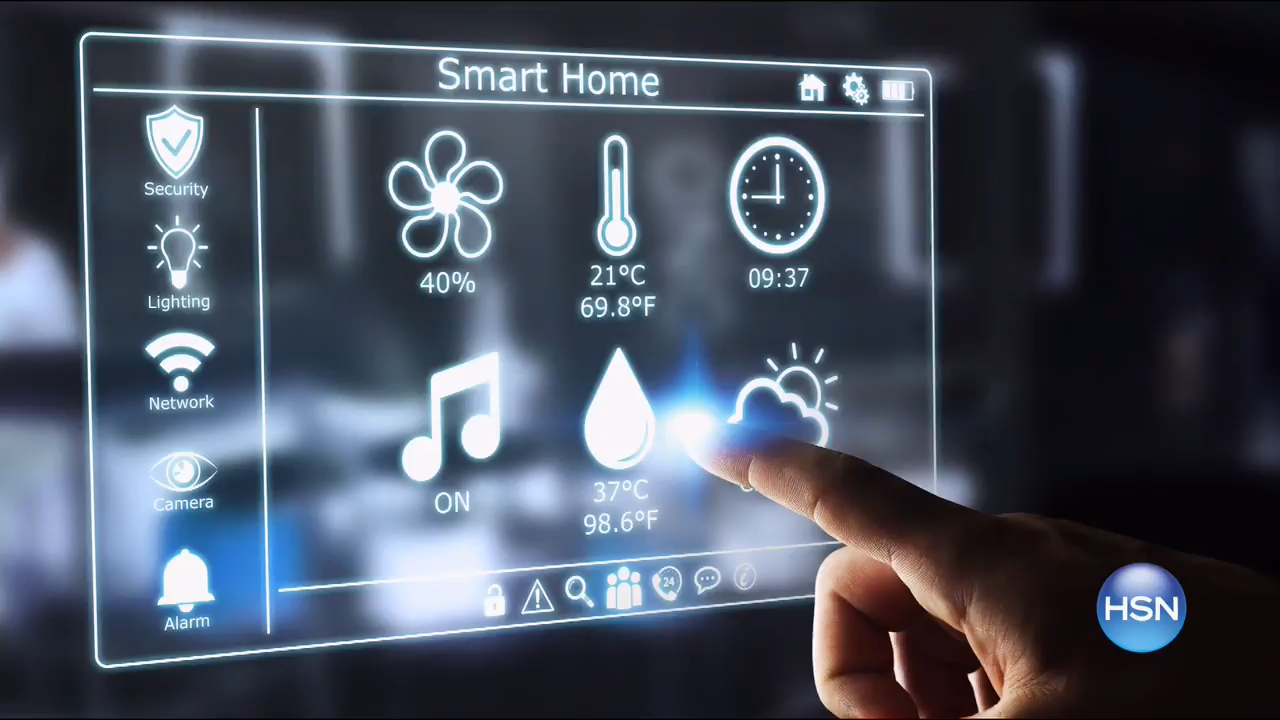 Smart Home
Security
Lighting
Network
Camera
Alarm
40%
21°C
69.8°F
09:37
ON
37°C
98.6°F
24
i
HSN